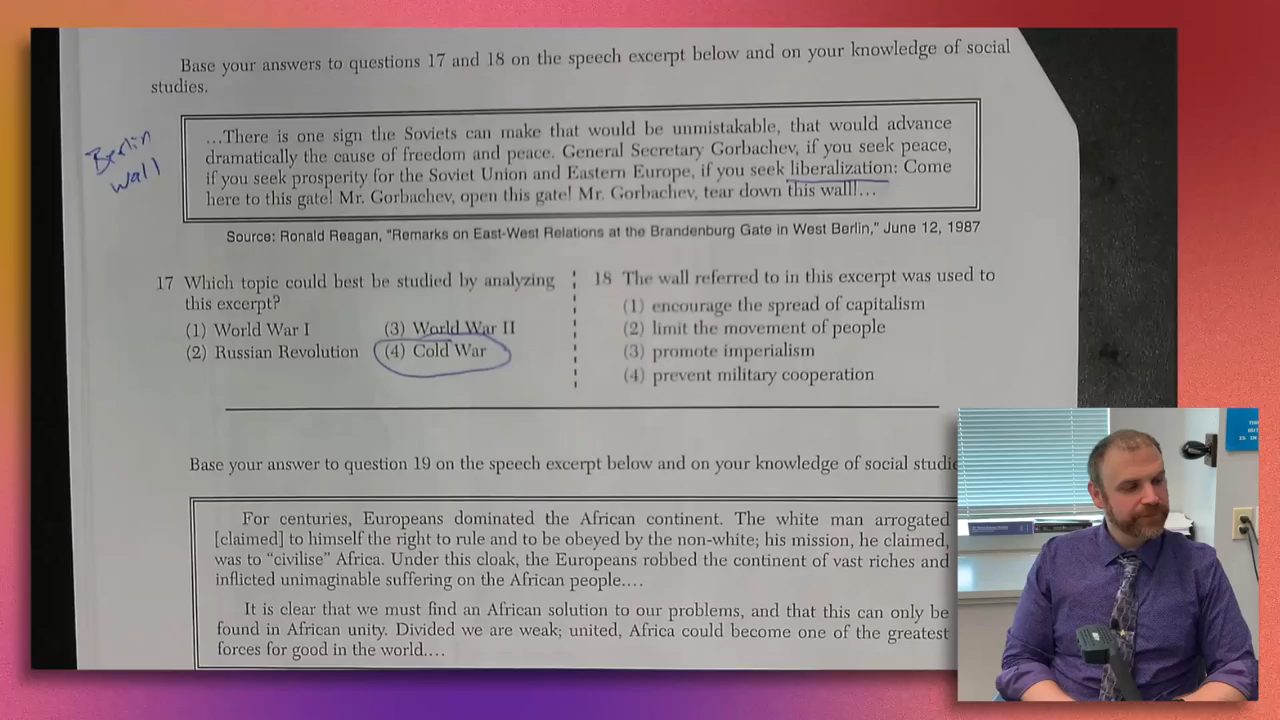 Base your answers to questions 17 and 18 on the speech excerpt below and on your knowledge of social
studies.
Berlin
wall
…There is one sign the Soviets can make that would be unmistakable, that would advance
dramatically the cause of freedom and peace. General Secretary Gorbachev, if you seek peace,
if you seek prosperity for the Soviet Union and Eastern Europe, if you seek liberalization: Come
here to this gate! Mr. Gorbachev, open this gate! Mr. Gorbachev, tear down this wall!…
Source: Ronald Reagan, "Remarks on East-West Relations at the Brandenburg Gate in West Berlin," June 12, 1987
17 Which topic could best be studied by analyzing
this excerpt?
(1) World War I
(2) Russian Revolution
(3) World War II
(4) Cold War
18 The wall referred to in this excerpt was used to
(1) encourage the spread of capitalism
(2) limit the movement of people
(3) promote imperialism
(4) prevent military cooperation
Base your answer to question 19 on the speech excerpt below and on your knowledge of social
For centuries, Europeans dominated the African continent. The white man arrogated
[claimed] to himself the right to rule and to be obeyed by the non-white; his mission, he claimed,
was to "civilise" Africa. Under this cloak, the Europeans robbed the continent of vast riches and
inflicted unimaginable suffering on the African people.…
It is clear that we must find an African solution to our problems, and that this can only be
found in African unity. Divided we are weak; united, Africa could become one of the greatest
forces for good in the world.…
IS IN